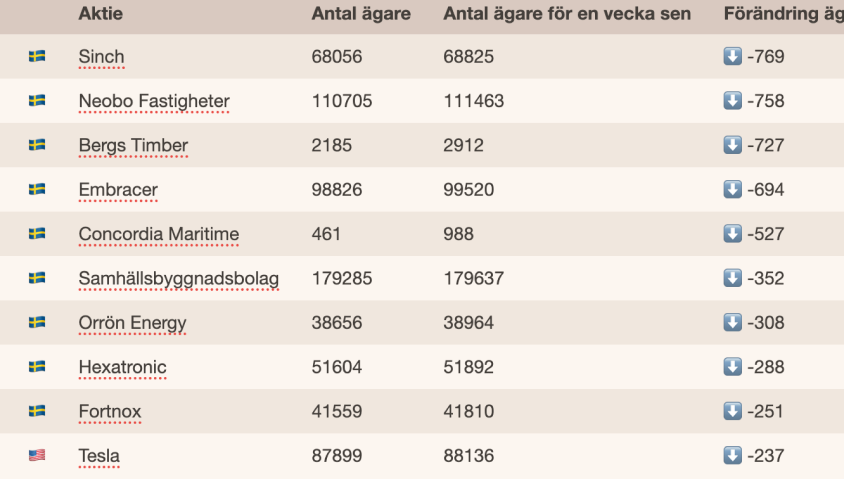 Aktie Antal ägare Antal ägare för en vecka sen Förändring äg
Sinch 68056 68825 -769
Neobo Fastigheter 110705 111463 -758
Bergs Timber 2185 2912 -727
Embracer 98826 99520 -694
Concordia Maritime 461 988 -527
Samhällsbyggnadsbolag 179285 179637 -352
Orrön Energy 38656 38964 -308
Hexatronic 51604 51892 -288
Fortnox 41559 41810 -251
Tesla 87899 88136 -237